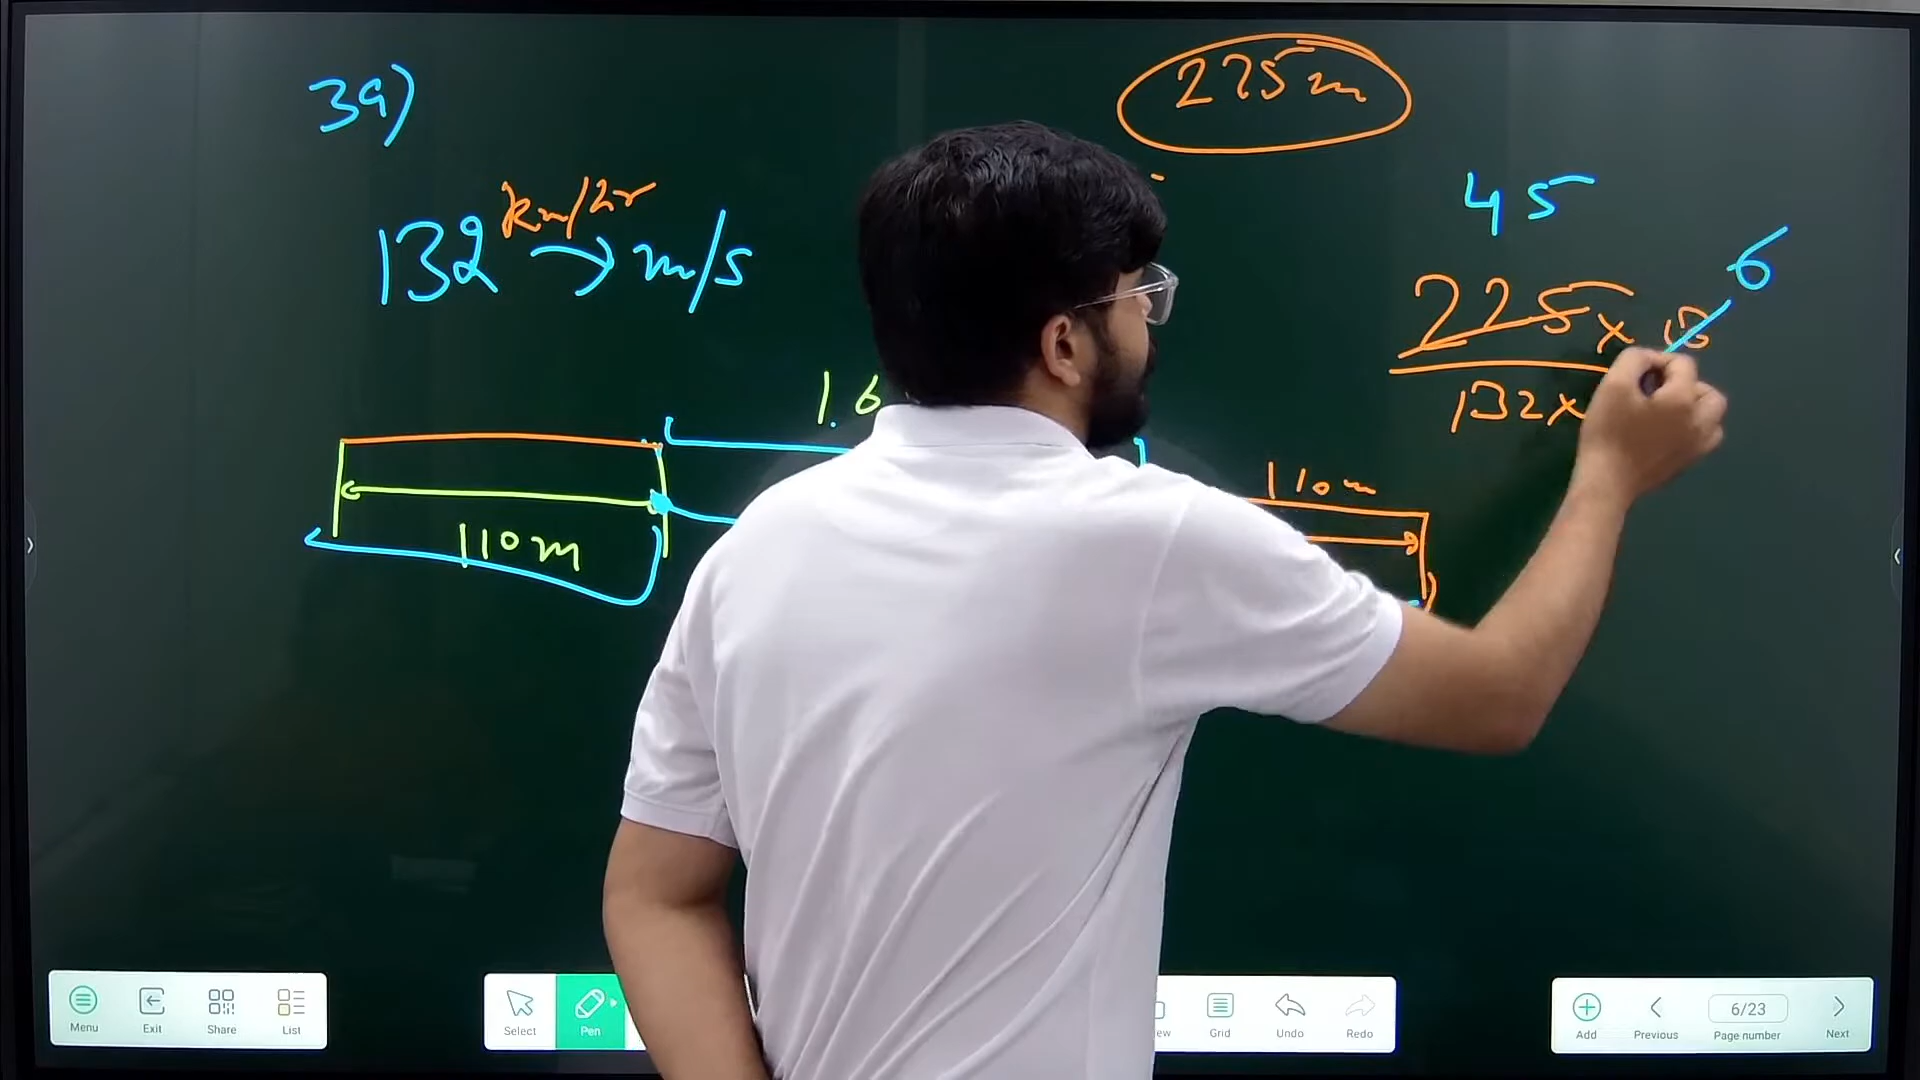 39)
275m
45
132 km/hr → m/s
6
225 × 18
132 ×
1.6
110m
110m
Menu Exit Share List
Select Pen Grid Undo Redo
Add Previous 6/23 Page number Next